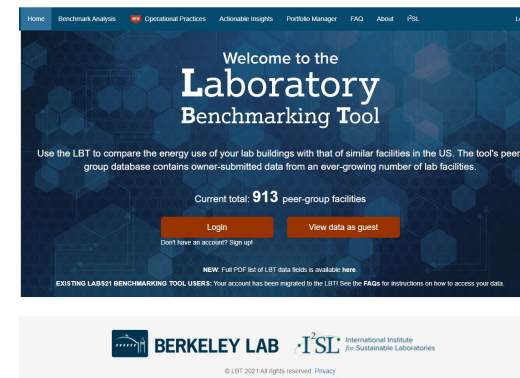 Home Benchmark Analysis NEW Operational Practices Actionable Insights Portfolio Manager FAQ About I²SL
Welcome to the
Laboratory
Benchmarking Tool
Use the LBT to compare the energy use of your lab buildings with that of similar facilities in the US. The tool's peer
group database contains owner-submitted data from an ever-growing number of lab facilities.
Current total: 913 peer-group facilities
Login View data as guest
Don't have an account? Sign up!
NEW: Full PDF list of LBT data fields is available here.
EXISTING LABS21 BENCHMARKING TOOL USERS: Your account has been migrated to the LBT! See the FAQs for instructions on how to access your data.
BERKELEY LAB I²SL International Institute
for Sustainable Laboratories
© LBT 2021 All rights reserved. Privacy